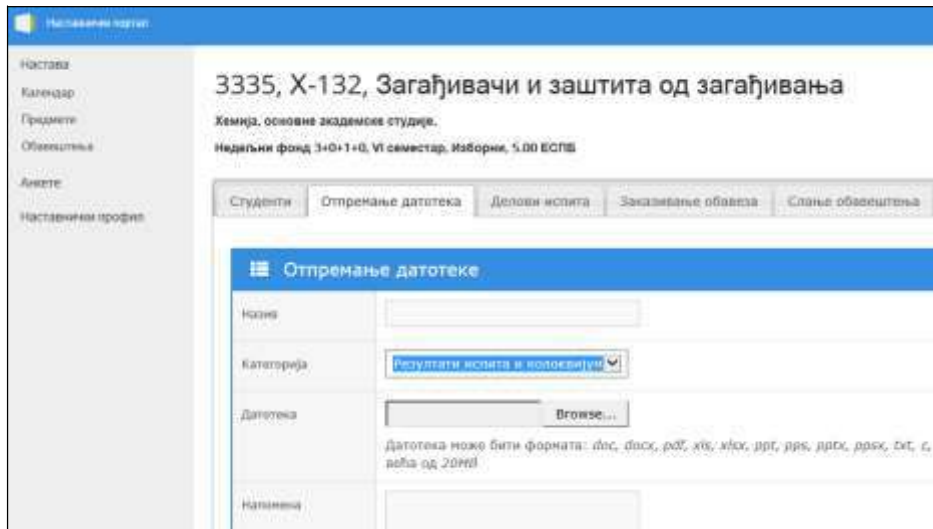 Наставнички портал
Настава
Календар
Предмети
Обавештења
Анкете
Наставнички профил
3335, Х-132, Загађивачи и заштита од загађивања
Хемија, основне академске студије.
Недељни фонд 3+0+1+0, VI семестар, Изборни, 5.00 ЕСПБ
Студенти Отпремање датотека Делови испита Заказивање обавеза Слање обавештења
Отпремање датотеке
Назив
Категорија Резултати испита и колоквијум
Датотека Browse...
Датотека може бити формата: doc, docx, pdf, xls, xlsx, ppt, pps, pptx, ppsx, txt, c,
већа од 20MB
Напомена